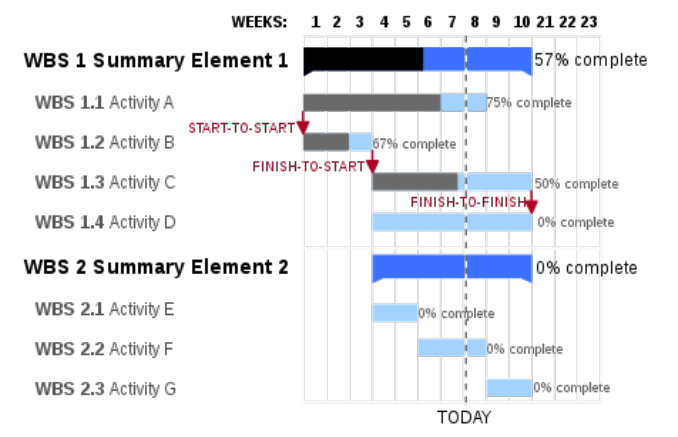 WEEKS: 1 2 3 4 5 6 7 8 9 10 21 22 23
WBS 1 Summary Element 1 57% complete
WBS 1.1 Activity A 75% complete
START-TO-START
WBS 1.2 Activity B 67% complete
FINISH-TO-START
WBS 1.3 Activity C 50% complete
FINISH-TO-FINISH
WBS 1.4 Activity D 0% complete
WBS 2 Summary Element 2 0% complete
WBS 2.1 Activity E 0% complete
WBS 2.2 Activity F 0% complete
WBS 2.3 Activity G 0% complete
TODAY